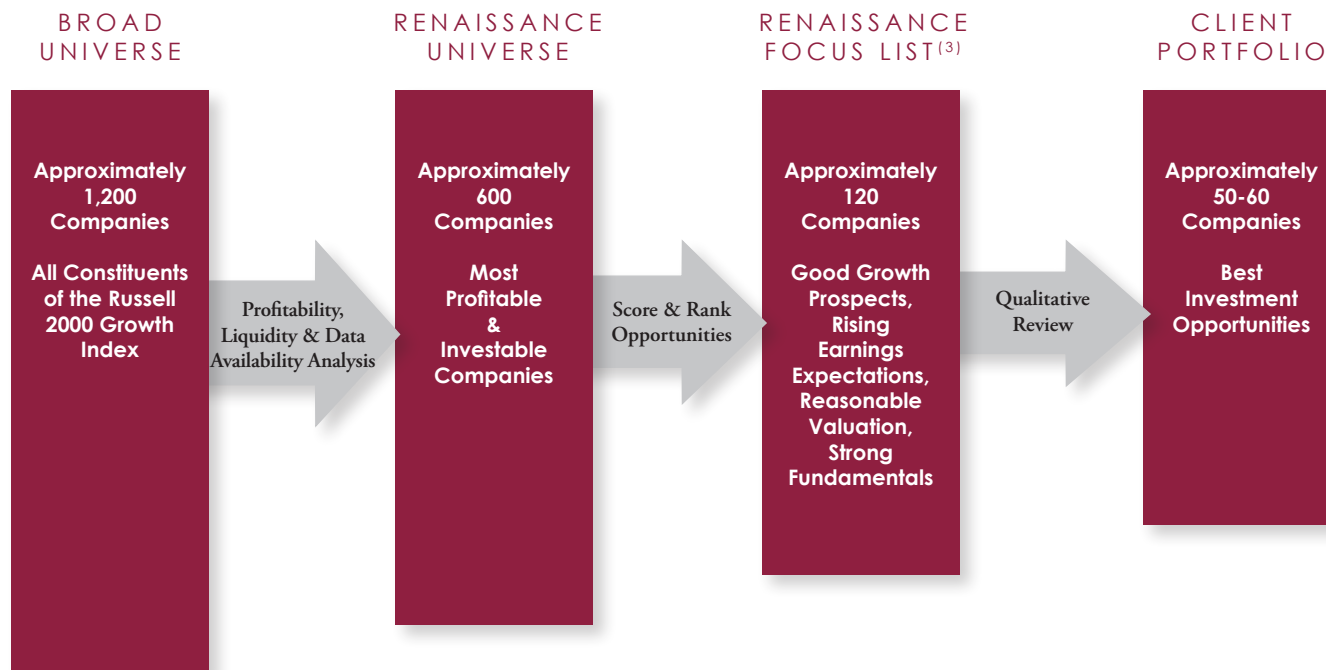 BROAD
UNIVERSE
RENAISSANCE
UNIVERSE
RENAISSANCE
FOCUS LIST(3)
CLIENT
PORTFOLIO
Approximately
1,200
Companies
All Constituents
of the Russell
2000 Growth
Index
Profitability,
Liquidity & Data
Availability Analysis
Approximately
600
Companies
Most
Profitable
&
Investable
Companies
Score & Rank
Opportunities
Approximately
120
Companies
Good Growth
Prospects,
Rising
Earnings
Expectations,
Reasonable
Valuation,
Strong
Fundamentals
Qualitative
Review
Approximately
50-60
Companies
Best
Investment
Opportunities